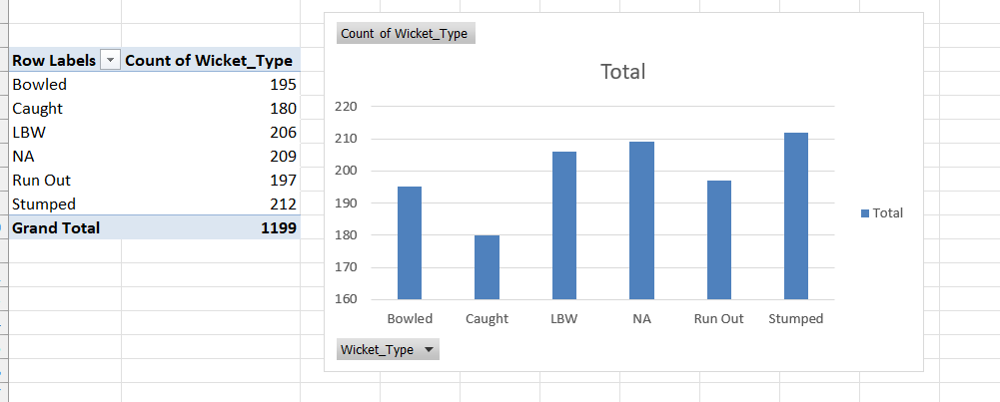 Row Labels Count of Wicket_Type
Bowled 195
Caught 180
LBW 206
NA 209
Run Out 197
Stumped 212
Grand Total 1199
Count of Wicket_Type
Total
220
210
200
190
180
170
160
Bowled Caught LBW NA Run Out Stumped
Total
Wicket_Type